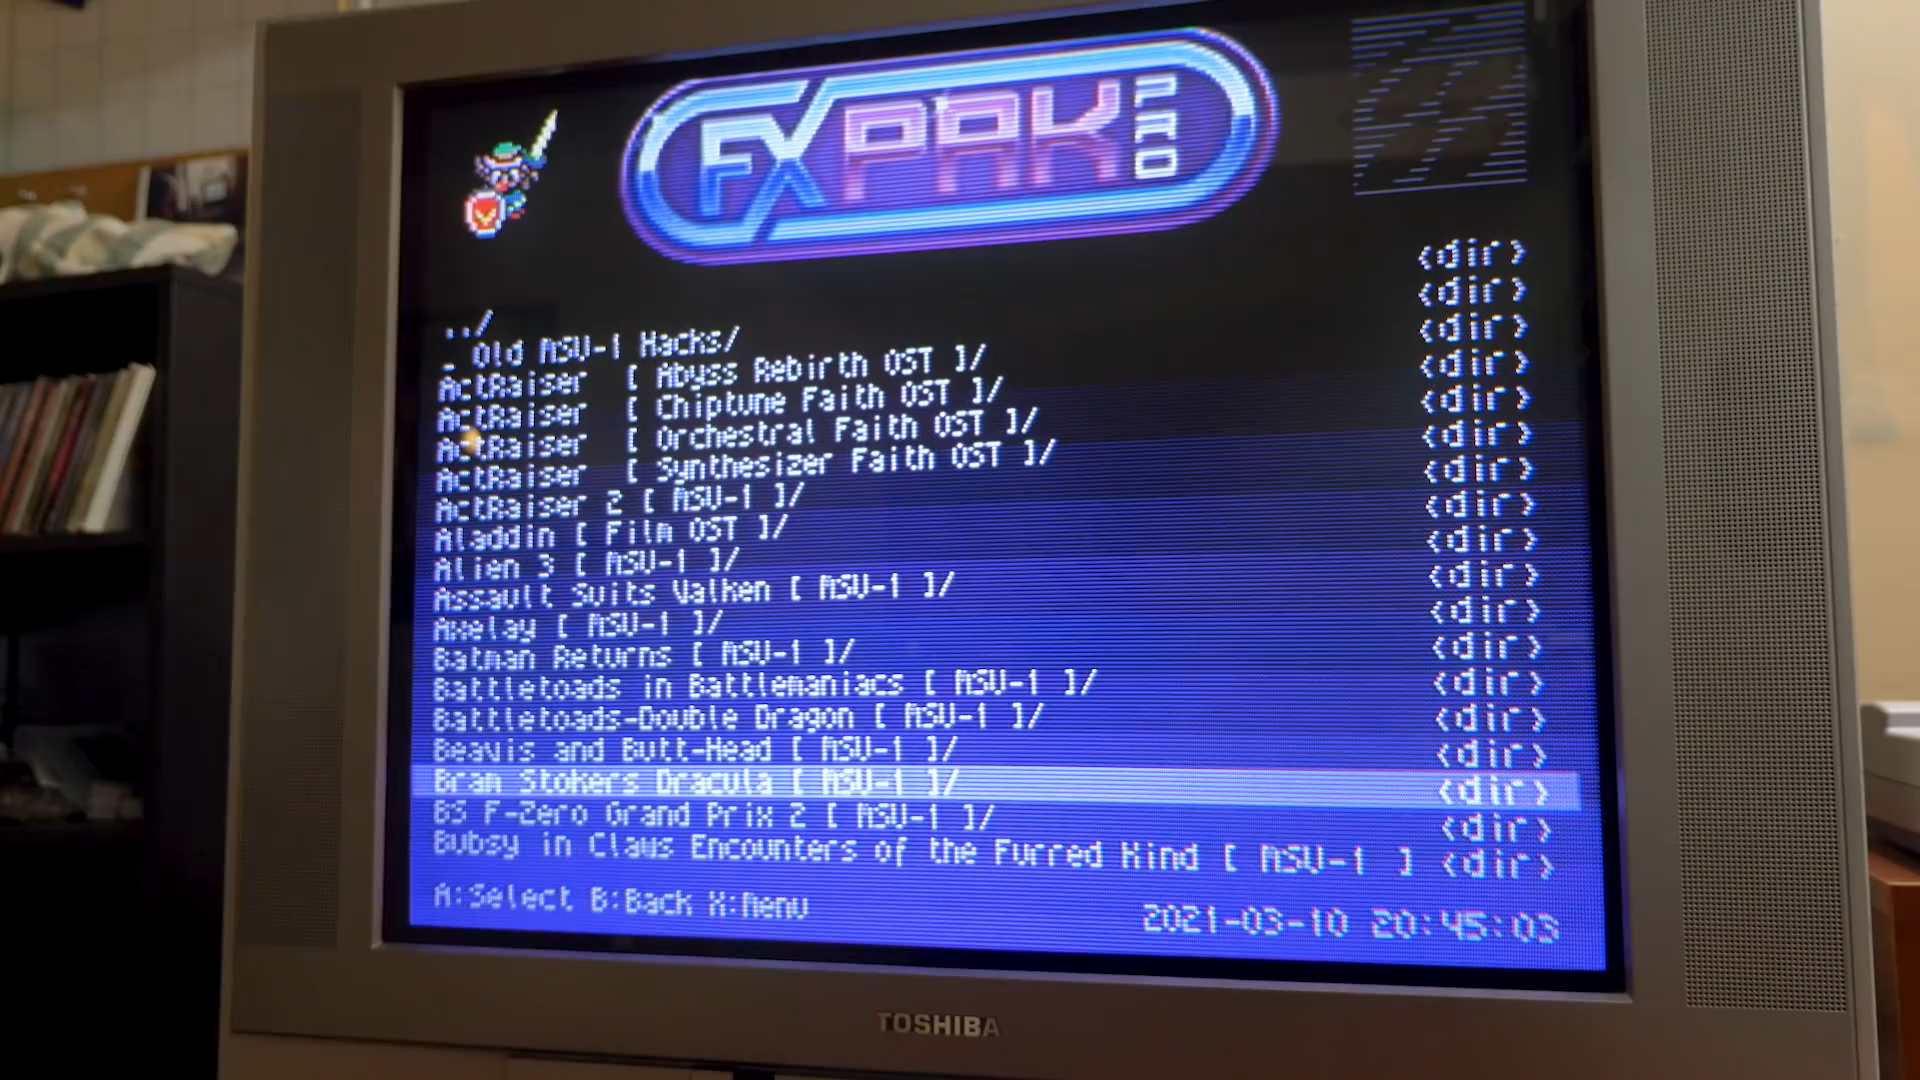 FXPAK PRO
../ <dir>
_ Old MSU-1 Hacks/ <dir>
ActRaiser [ Abyss Rebirth OST ]/ <dir>
ActRaiser [ Chiptune Faith OST ]/ <dir>
ActRaiser [ Orchestral Faith OST ]/ <dir>
ActRaiser [ Synthesizer Faith OST ]/ <dir>
ActRaiser 2 [ MSU-1 ]/ <dir>
Aladdin [ Film OST ]/ <dir>
Alien 3 [ MSU-1 ]/ <dir>
Assault Suits Valken [ MSU-1 ]/ <dir>
Axelay [ MSU-1 ]/ <dir>
Batman Returns [ MSU-1 ]/ <dir>
Battletoads in Battlemaniacs [ MSU-1 ]/ <dir>
Battletoads-Double Dragon [ MSU-1 ]/ <dir>
Beavis and Butt-Head [ MSU-1 ]/ <dir>
Bram Stokers Dracula [ MSU-1 ]/ <dir>
BS F-Zero Grand Prix 2 [ MSU-1 ]/ <dir>
Bubsy in Claws Encounters of the Furred Kind [ MSU-1 ] <dir>
A:Select B:Back X:Menu 2021-03-10 20:45:03
TOSHIBA